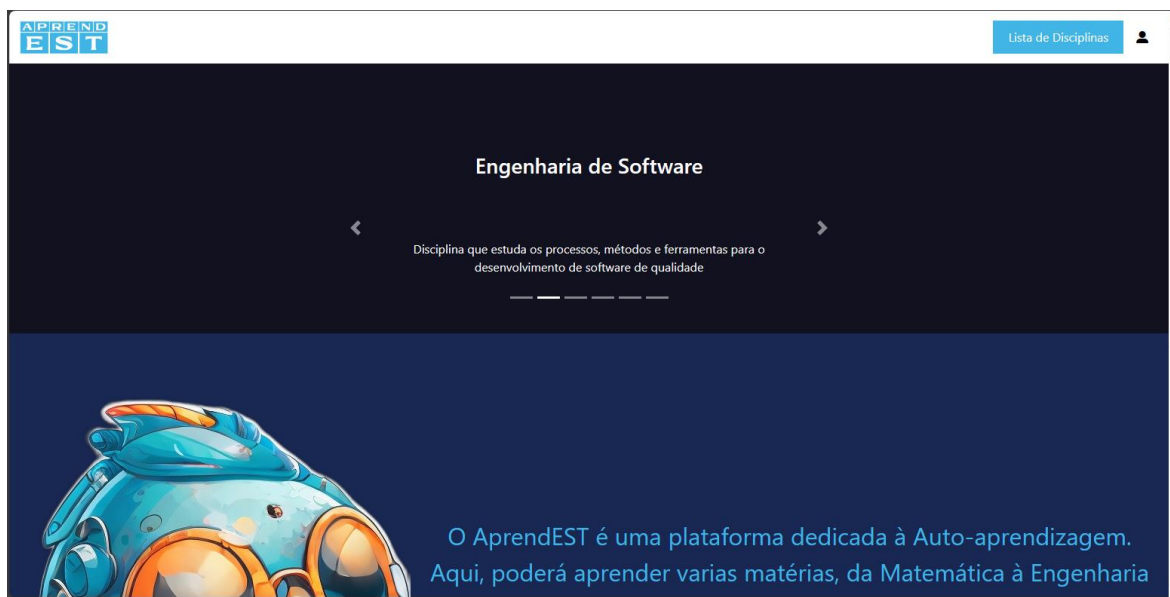 APREND
EST
Lista de Disciplinas
Engenharia de Software
Disciplina que estuda os processos, métodos e ferramentas para o
desenvolvimento de software de qualidade
O AprendEST é uma plataforma dedicada à Auto-aprendizagem.
Aqui, poderá aprender varias matérias, da Matemática à Engenharia